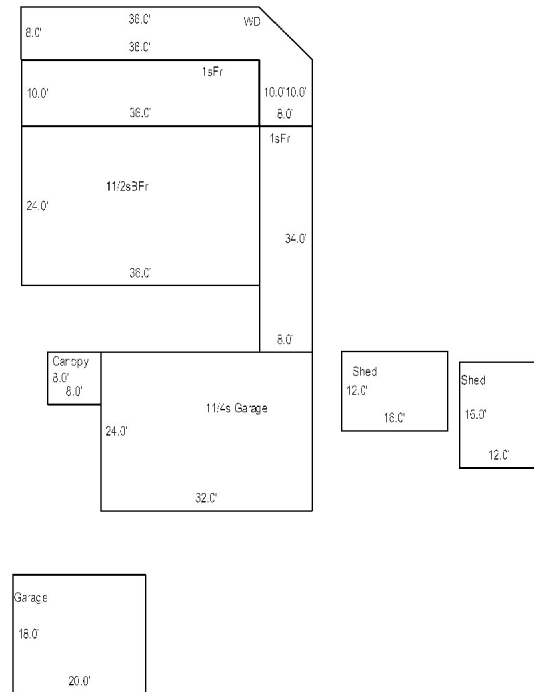 36.0'
WD
8.0'
36.0'
1sFr
10.0'
10.0'10.0'
36.0'
8.0'
1sFr
11/2sBFr
24.0'
34.0'
36.0'
8.0'
Canopy
8.0'
8.0'
11/4s Garage
24.0'
32.0'
Shed
12.0'
16.0'
Shed
16.0'
12.0'
Garage
18.0'
20.0'